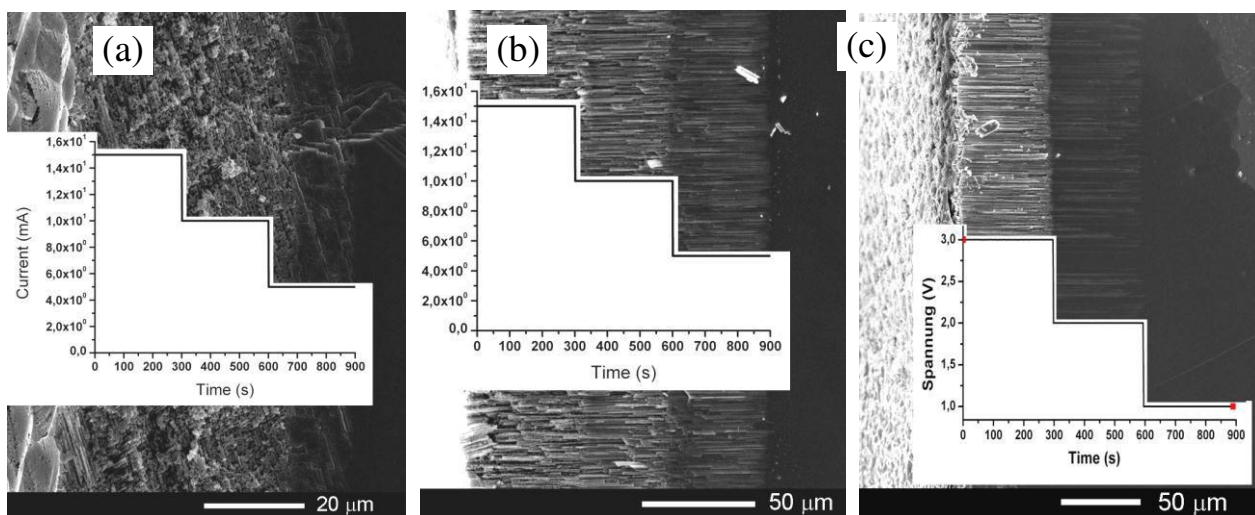 (a)
Current (mA)
1,6x10¹
1,4x10¹
1,2x10¹
1,0x10¹
8,0x10⁰
6,0x10⁰
4,0x10⁰
2,0x10⁰
0,0
0 100 200 300 400 500 600 700 800 900
Time (s)
20 µm
(b)
1,6x10¹
1,4x10¹
1,2x10¹
1,0x10¹
8,0x10⁰
6,0x10⁰
4,0x10⁰
2,0x10⁰
0,0
0 100 200 300 400 500 600 700 800 900
Time (s)
50 µm
(c)
Spannung (V)
3,0
2,5
2,0
1,5
1,0
0 100 200 300 400 500 600 700 800 900
Time (s)
50 µm